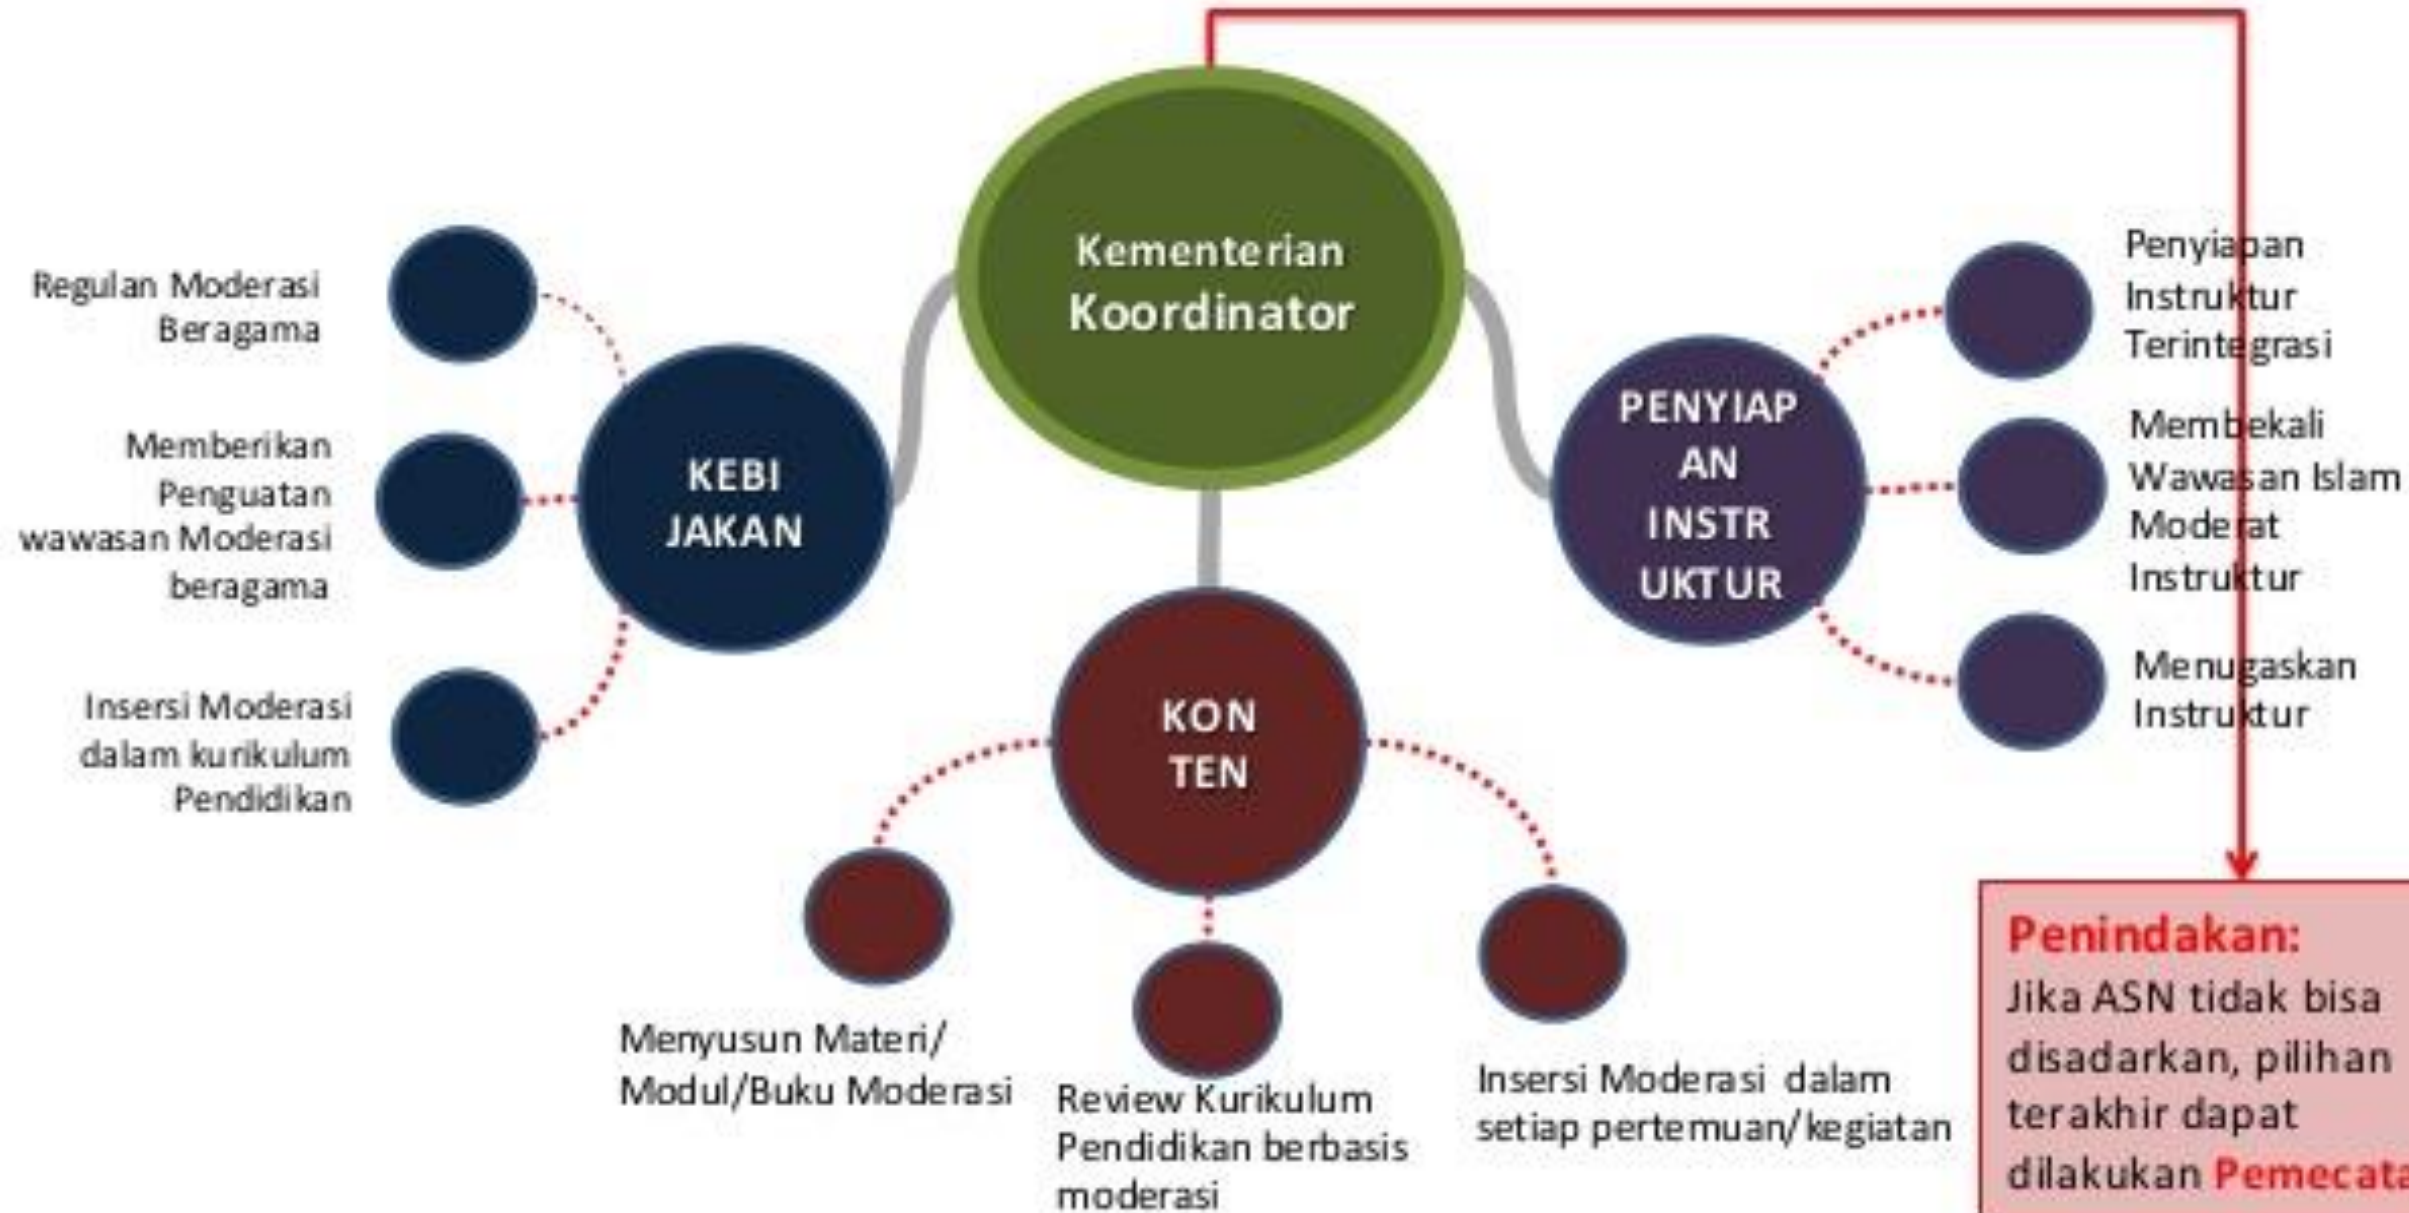 Kementerian
Koordinator
Regulan Moderasi
Beragama
Memberikan
Penguatan
wawasan Moderasi
beragama
Insersi Moderasi
dalam kurikulum
Pendidikan
KEBI
JAKAN
KON
TEN
Menyusun Materi/
Modul/Buku Moderasi
Review Kurikulum
Pendidikan berbasis
moderasi
Insersi Moderasi dalam
setiap pertemuan/kegiatan
PENYIAP
AN
INSTR
UKTUR
Penyiapan
Instruktur
Terintegrasi
Membekali
Wawasan Islam
Moderat
Instruktur
Menugaskan
Instruktur
Penindakan:
Jika ASN tidak bisa
disadarkan, pilihan
terakhir dapat
dilakukan Pemecata